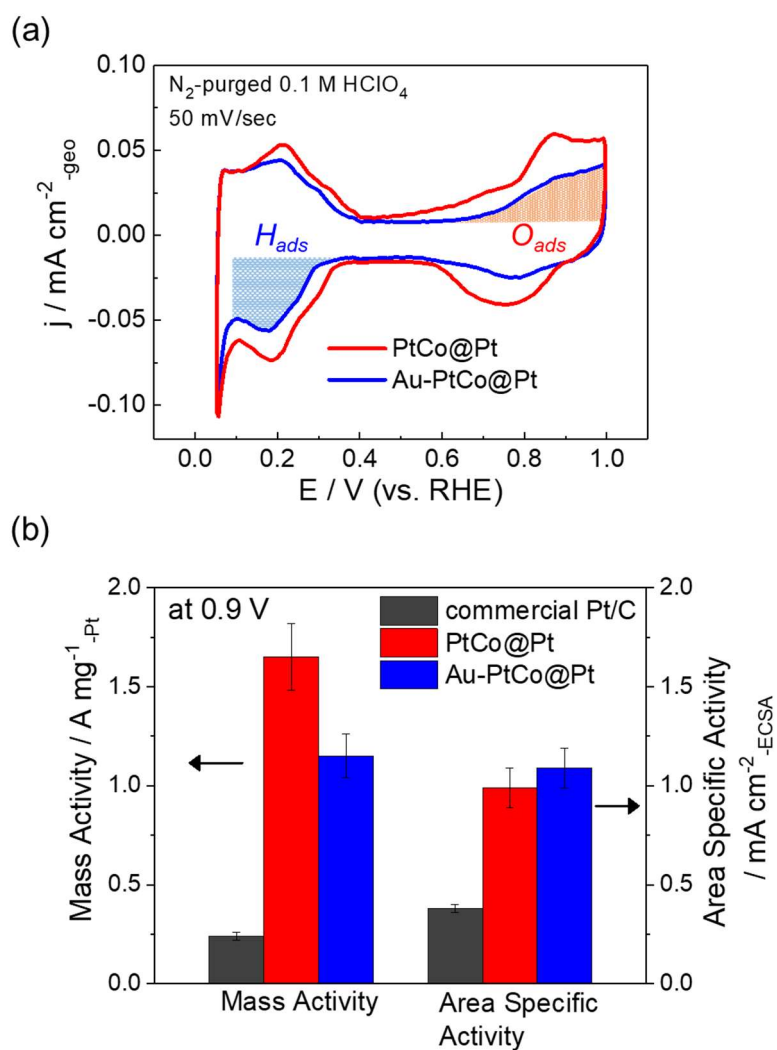 (a)
N₂-purged 0.1 M HClO₄
50 mV/sec
0.10
0.05
0.00
-0.05
-0.10
j / mA cm⁻²-geo
H_ads
O_ads
PtCo@Pt
Au-PtCo@Pt
0.0 0.2 0.4 0.6 0.8 1.0
E / V (vs. RHE)
(b)
at 0.9 V
commercial Pt/C
PtCo@Pt
Au-PtCo@Pt
2.0
1.5
1.0
0.5
0.0
Mass Activity / A mg⁻¹-Pt
2.0
1.5
1.0
0.5
0.0
Area Specific Activity
/ mA cm⁻²-ECSA
Mass Activity
Area Specific
Activity